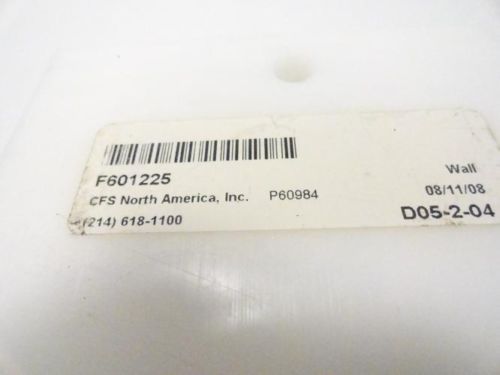 F601225
Wall
CFS North America, Inc. P60984
08/11/08
(214) 618-1100
D05-2-04